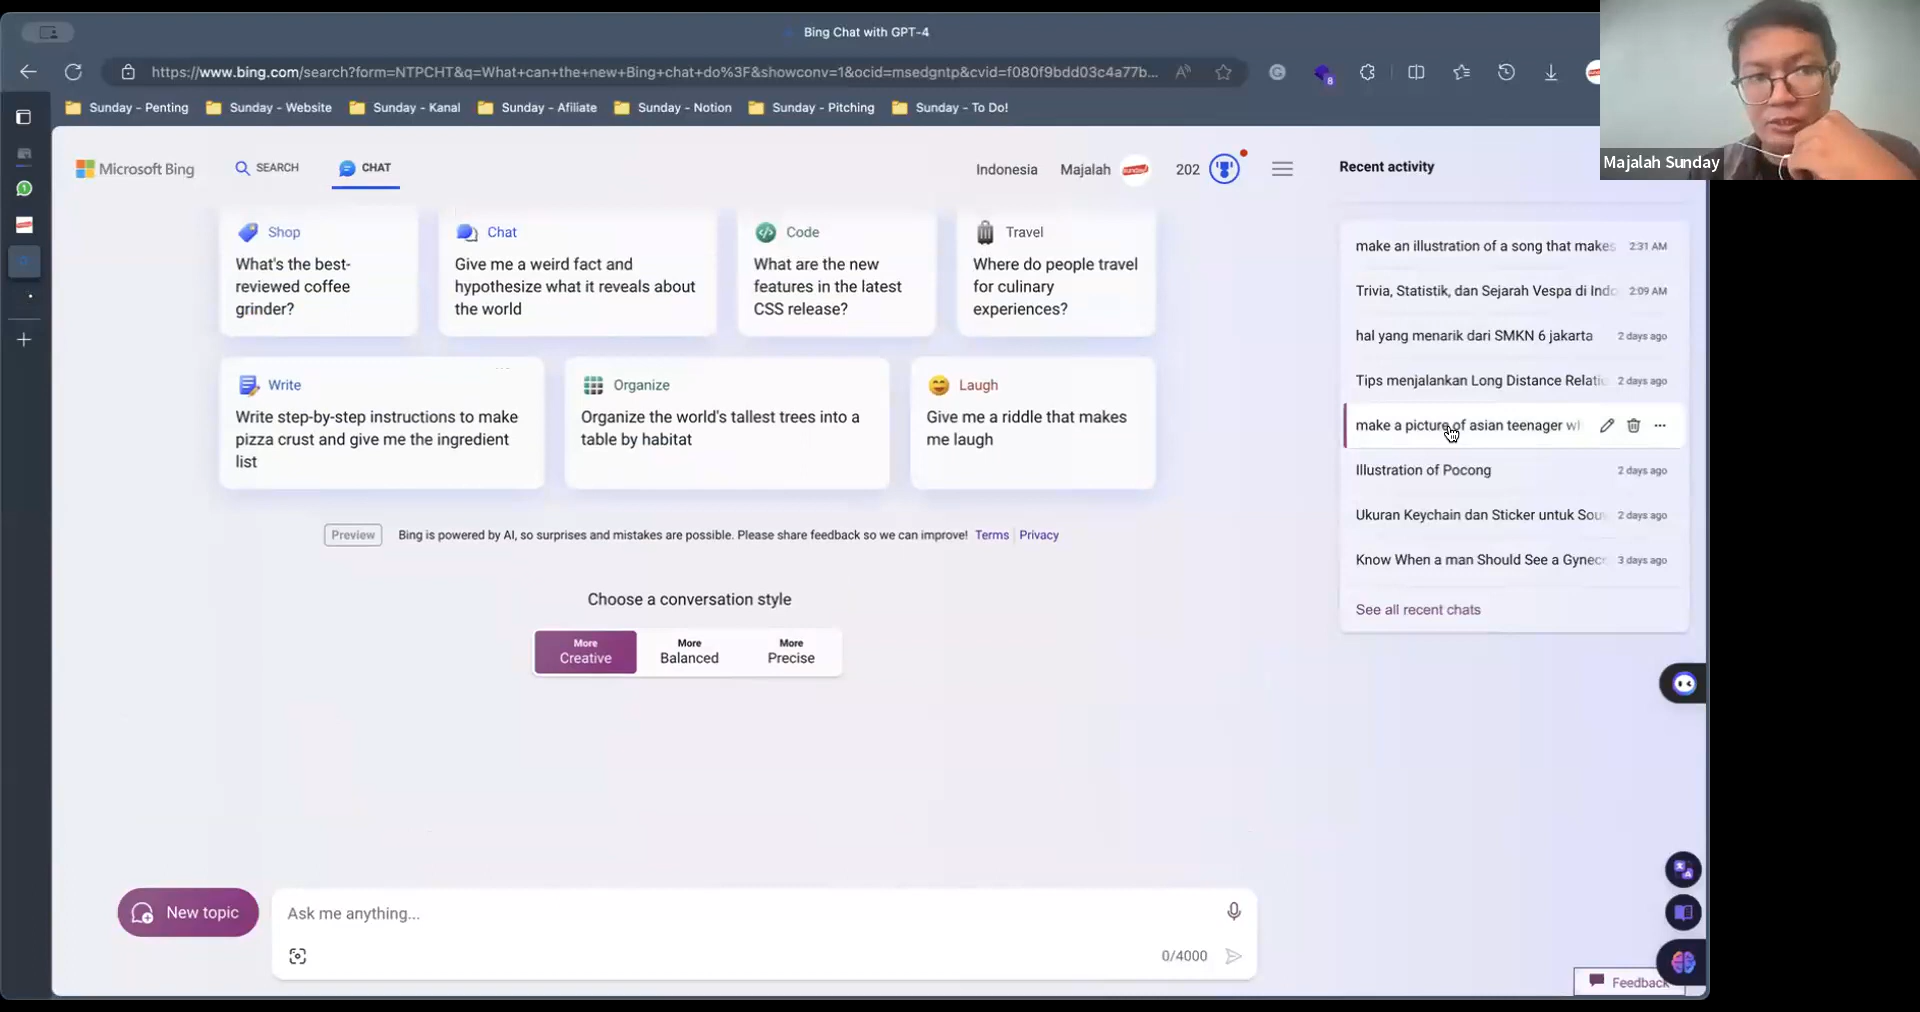 Bing Chat with GPT-4
https://www.bing.com/search?form=NTPCHT&q=What+can+the+new+Bing+chat+do%3F&showconv=1&ocid=msedgntp&cvid=f080f9bdd03c4a77b...
8
Sunday - Penting
Sunday - Website
Sunday - Kanal
Sunday - Afiliate
Sunday - Notion
Sunday - Pitching
Sunday - To Do!
Majalah Sunday
Microsoft Bing
SEARCH
CHAT
Indonesia
Majalah
202
Shop
What's the best-
reviewed coffee
grinder?
Chat
Give me a weird fact and
hypothesize what it reveals about
the world
Code
What are the new
features in the latest
CSS release?
Travel
Where do people travel
for culinary
experiences?
Write
Write step-by-step instructions to make
pizza crust and give me the ingredient
list
Organize
Organize the world's tallest trees into a
table by habitat
Laugh
Give me a riddle that makes
me laugh
Preview
Bing is powered by AI, so surprises and mistakes are possible. Please share feedback so we can improve! Terms | Privacy
Choose a conversation style
More
Creative
More
Balanced
More
Precise
New topic
Ask me anything...
0/4000
Recent activity
make an illustration of a song that makes 2:31 AM
Trivia, Statistik, dan Sejarah Vespa di Indo 2:09 AM
hal yang menarik dari SMKN 6 jakarta 2 days ago
Tips menjalankan Long Distance Relati 2 days ago
make a picture of asian teenager wh
Illustration of Pocong 2 days ago
Ukuran Keychain dan Sticker untuk Sou 2 days ago
Know When a man Should See a Gynec 3 days ago
See all recent chats
Feedback